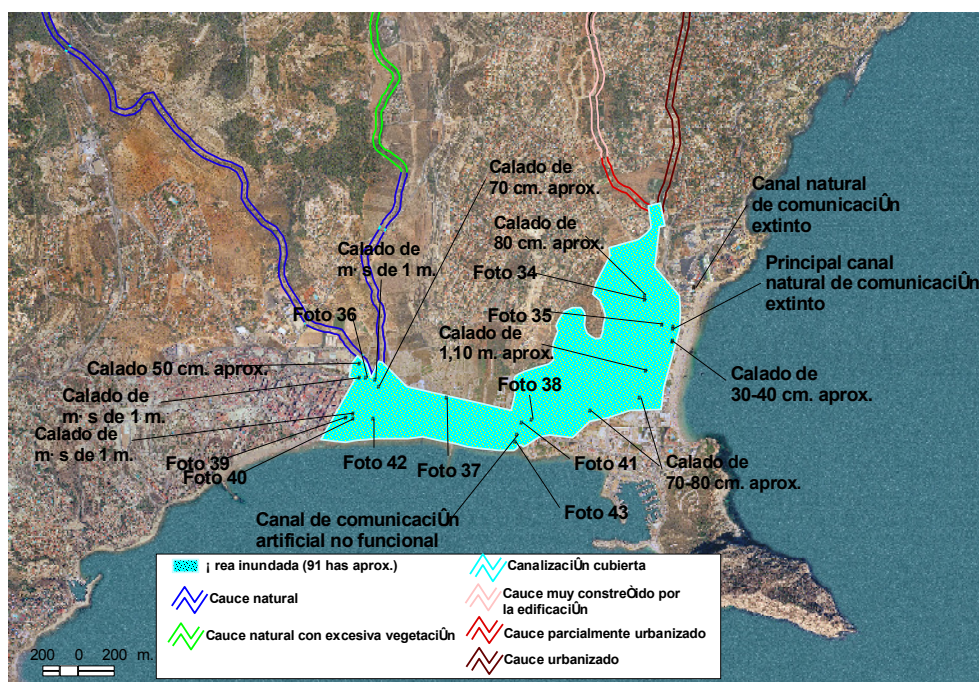 Calado de
70 cm. aprox.
Canal natural
de comunicaciÛn
extinto
Calado de
80 cm. aprox.
Calado de
m· s de 1 m.
Foto 34
Principal canal
natural de comunicaciÛn
extinto
Foto 36
Foto 35
Calado de
1,10 m. aprox.
Calado 50 cm. aprox.
Foto 38
Calado de
30-40 cm. aprox.
Calado de
m· s de 1 m.
Calado de
m· s de 1 m.
Foto 39
Foto 40
Foto 42
Foto 37
Foto 41
Calado de
70-80 cm. aprox.
Foto 43
Canal de comunicaciÛn
artificial no funcional
¡ rea inundada (91 has aprox.)
Cauce natural
Cauce natural con excesiva vegetaciÛn
CanalizaciÛn cubierta
Cauce muy constreÒido por
la edificaciÛn
Cauce parcialmente urbanizado
Cauce urbanizado
200 0. 200 m.